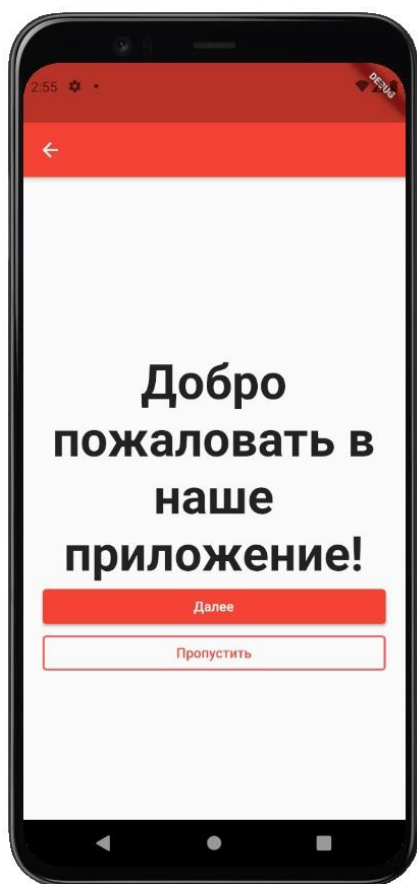 2:55
DEBUG
Добро
пожаловать в
наше
приложение!
Далее
Пропустить